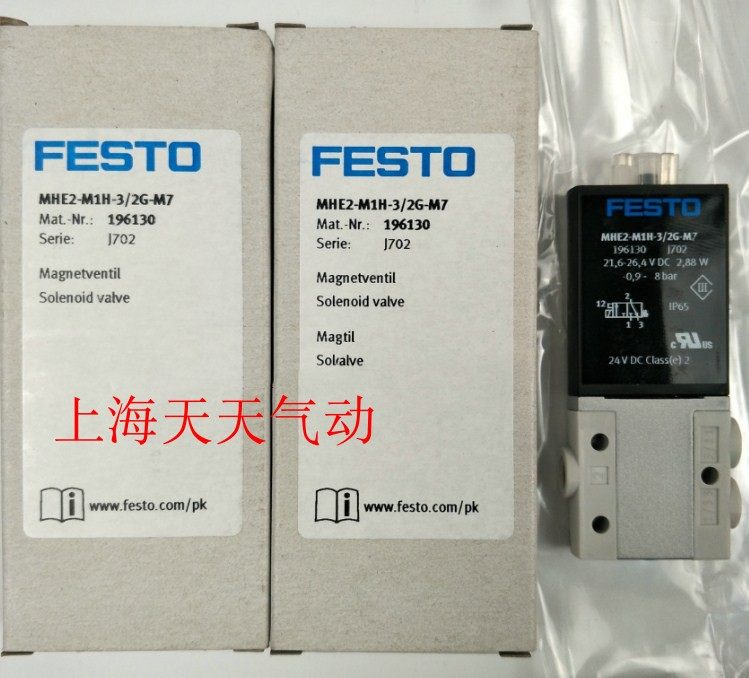 FESTO
MHE2-M1H-3/2G-M7
Mat.-Nr.: 196130
Serie: J702
Magnetventil
Solenoid valve
www.festo.com/pk
FESTO
MHE2-M1H-3/2G-M7
Mat.-Nr.: 196130
Serie: J702
Magnetventil
Solenoid valve
Magtil
Solralve
www.festo.com/pk
上海天天气动
FESTO
MHE2-M1H-3/2G-M7
196130 J702
21,6-26,4 V DC 2,88 W
-0,9 - 8 bar
2
12
1 3
IP65
c RU us
24 V DC Class(e) 2